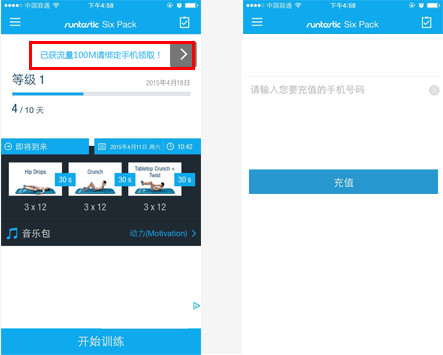 中国联通 下午4:58
runtastic Six Pack
已获流量100M请绑定手机领取！
等级 1
2015年4月18日
4 / 10 天
即将到来
2015年4月11日 周六 10:42
Hip Drops
30 s
Crunch
30 s
Tabletop Crunch + Twist
30 s
3 x 12
3 x 12
3 x 12
音乐包
动力(Motivation)
开始训练
中国联通 下午4:58
runtastic Six Pack
请输入您要充值的手机号码
充值